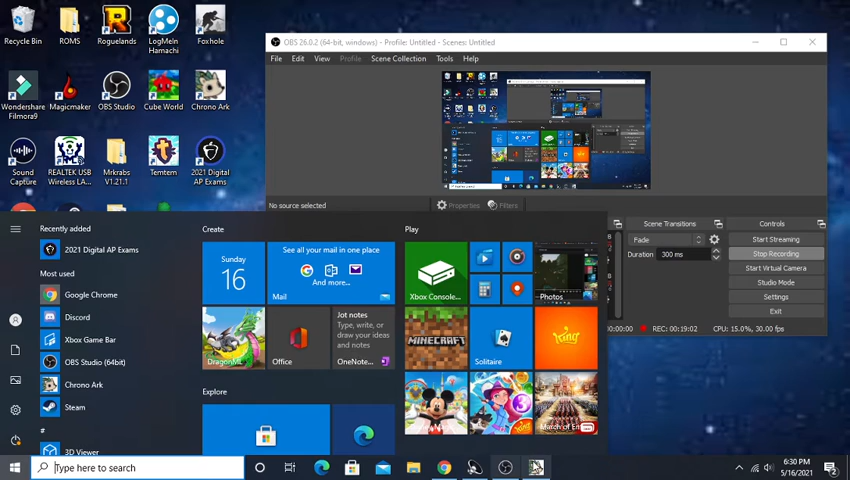 Recycle Bin
ROMS
Roguelands
LogMeIn
Hamachi
Foxhole
Wondershare
Filmora9
Magicmaker
OBS Studio
Cube World
Chrono Ark
Sound
Capture
REALTEK USB
Wireless LA...
Mrkrabs
V1.21.1
Temtem
2021 Digital
AP Exams
OBS 26.0.2 (64-bit, windows) - Profile: Untitled - Scenes: Untitled
File
Edit
View
Profile
Scene Collection
Tools
Help
No source selected
Properties
Filters
Scene Transitions
Fade
Duration
300 ms
Controls
Start Streaming
Stop Recording
Start Virtual Camera
Studio Mode
Settings
Exit
REC: 00:19:02
CPU: 15.0%, 30.00 fps
Recently added
2021 Digital AP Exams
Most used
Google Chrome
Discord
Xbox Game Bar
OBS Studio (64bit)
Chrono Ark
Steam
#
3D Viewer
Create
Sunday
16
See all your mail in one place
And more...
Mail
Office
Jot notes
Type, write, or
draw your
ideas and
notes
OneNote...
Explore
Play
Xbox Console...
Photos
MINECRAFT
Solitaire
King
Type here to search
6:30 PM
5/16/2021
2